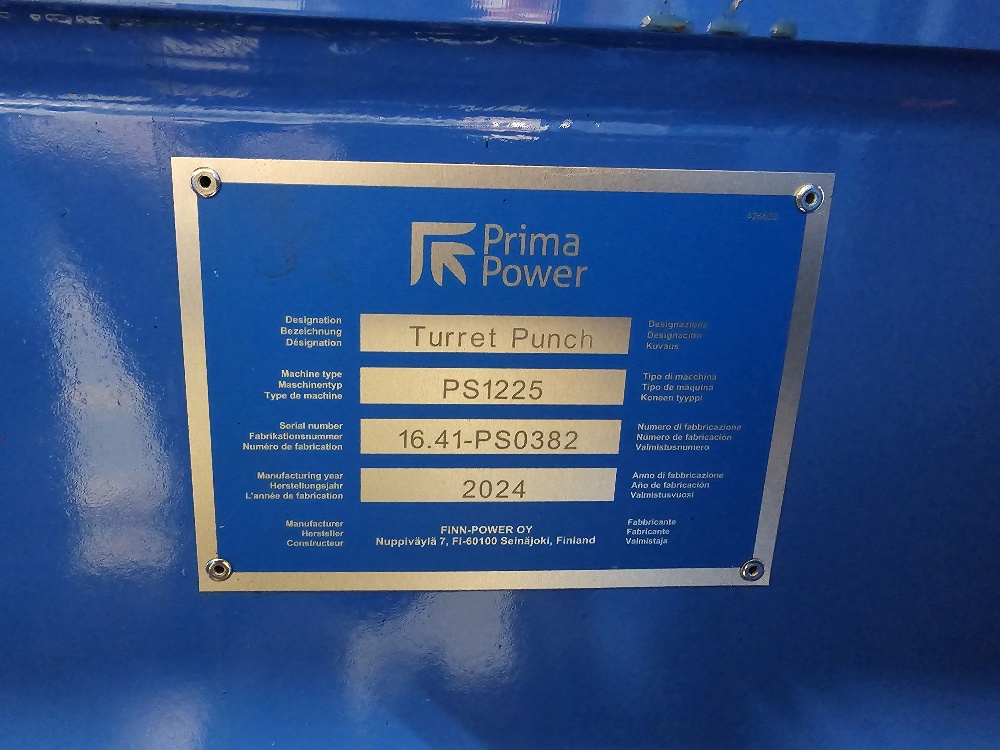 Prima
Power
Designation
Bezeichnung
Désignation
Turret Punch
Designazione
Designación
Kuvaus
Machine type
Maschinentyp
Type de machine
PS1225
Tipo di macchina
Tipo de màquina
Koneen tyyppi
Serial number
Fabrikationsnummer
Numéro de fabrication
16.41-PS0382
Numero di fabbricazione
Número de fabricación
Valmistusnumero
Manufacturing year
Herstellungsjahr
L'année de fabrication
2024
Anno di fabbricazione
Año de fabricación
Valmistusvuosi
Manufacturer
Hersteller
Constructeur
FINN-POWER OY
Nuppiväylä 7, FI-60100 Seinäjoki, Finland
Fabbricante
Fabricante
Valmistaja